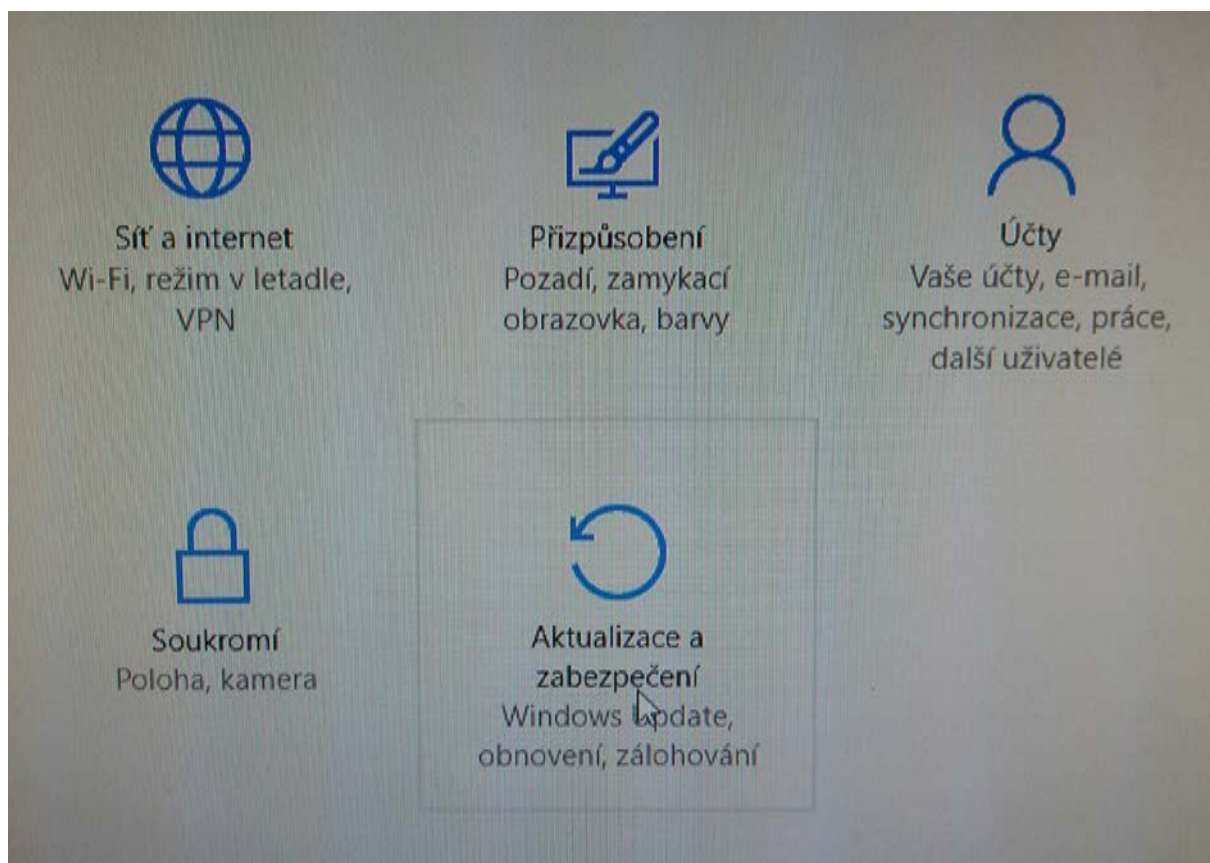 Síť a internet
Wi-Fi, režim v letadle,
VPN
Přizpůsobení
Pozadí, zamykací
obrazovka, barvy
Účty
Vaše účty, e-mail,
synchronizace, práce,
další uživatelé
Soukromí
Poloha, kamera
Aktualizace a
zabezpečení
Windows Update,
obnovení, zálohování